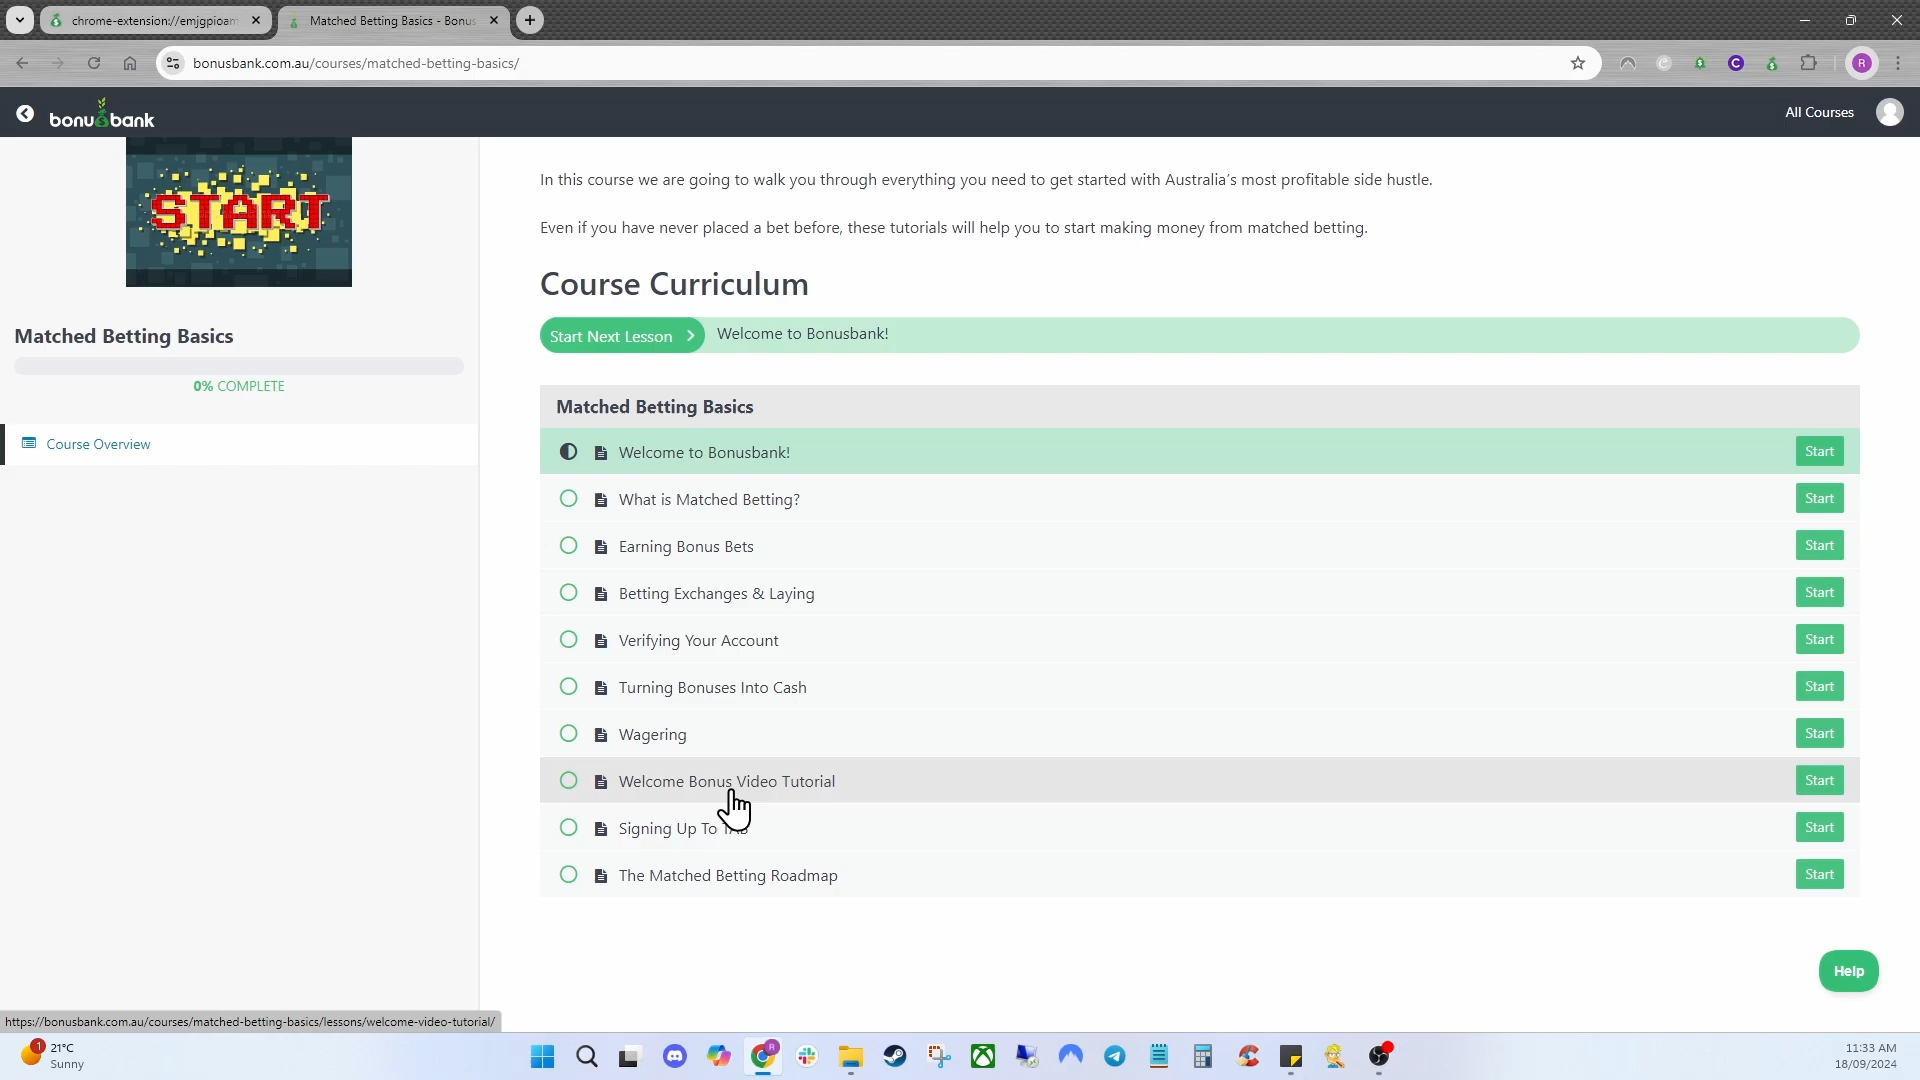 chrome-extension://emjgpioam
Matched Betting Basics - Bonus
bonusbank.com.au/courses/matched-betting-basics/
C
R
bonusbank
All Courses
START
In this course we are going to walk you through everything you need to get started with Australia's most profitable side hustle.
Even if you have never placed a bet before, these tutorials will help you to start making money from matched betting.
Course Curriculum
Start Next Lesson
Welcome to Bonusbank!
Matched Betting Basics
0% COMPLETE
Course Overview
Matched Betting Basics
Welcome to Bonusbank!
Start
What is Matched Betting?
Start
Earning Bonus Bets
Start
Betting Exchanges & Laying
Start
Verifying Your Account
Start
Turning Bonuses Into Cash
Start
Wagering
Start
Welcome Bonus Video Tutorial
Start
Signing Up To TAB
Start
The Matched Betting Roadmap
Start
Help
https://bonusbank.com.au/courses/matched-betting-basics/lessons/welcome-video-tutorial/
1
21°C
Sunny
R
11:33 AM
18/09/2024